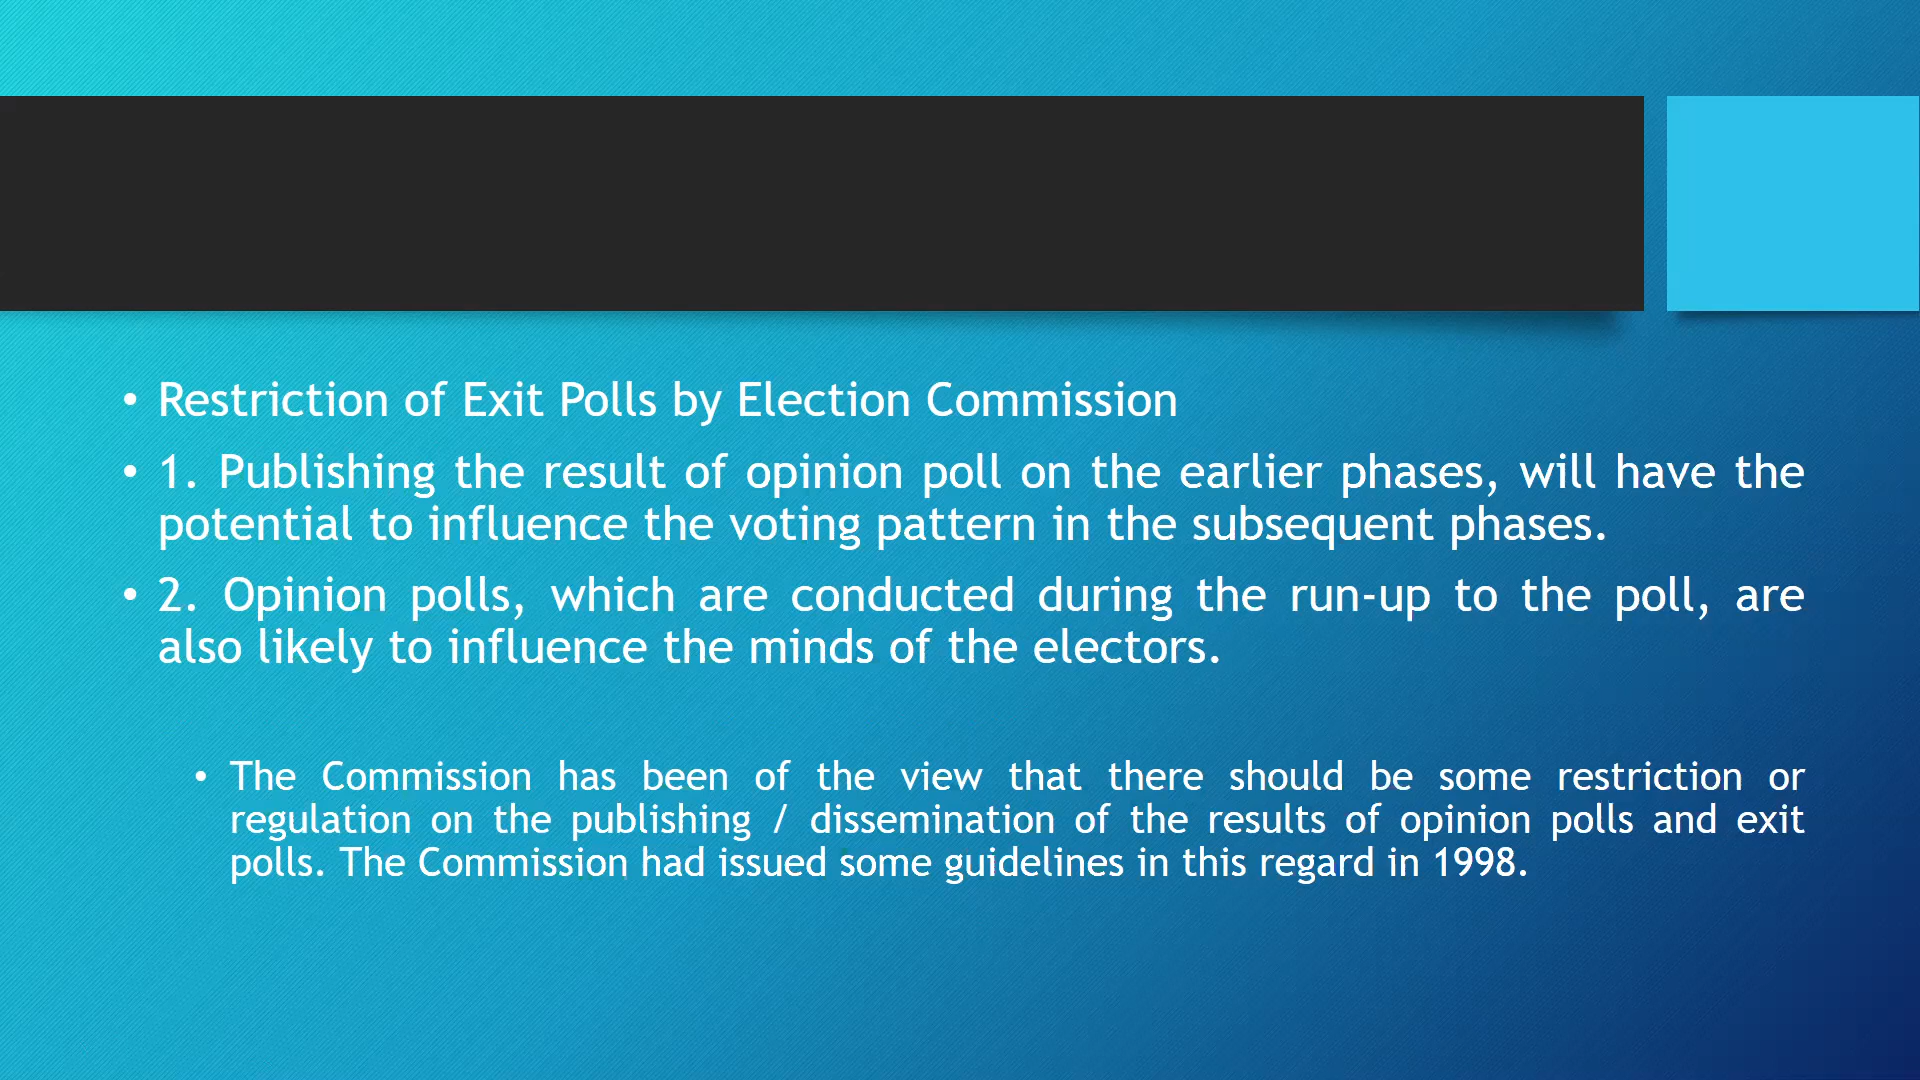 • Restriction of Exit Polls by Election Commission
• 1. Publishing the result of opinion poll on the earlier phases, will have the
potential to influence the voting pattern in the subsequent phases.
• 2. Opinion polls, which are conducted during the run-up to the poll, are
also likely to influence the minds of the electors.
• The Commission has been of the view that there should be some restriction or
regulation on the publishing / dissemination of the results of opinion polls and exit
polls. The Commission had issued some guidelines in this regard in 1998.